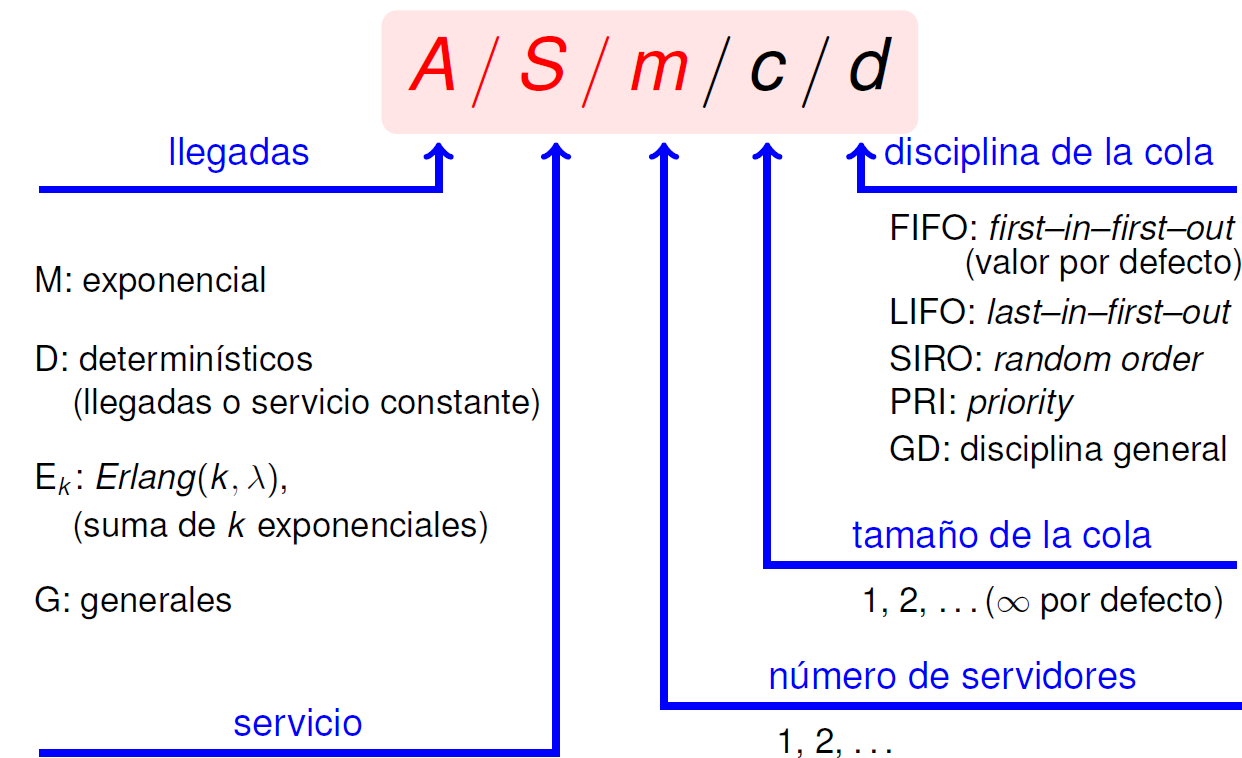 A / S / m / c / d
llegadas
disciplina de la cola
FIFO: first–in–first–out
(valor por defecto)
LIFO: last–in–first–out
SIRO: random order
PRI: priority
GD: disciplina general
M: exponencial
D: determinísticos
(llegadas o servicio constante)
Eₖ: Erlang(k, λ),
(suma de k exponenciales)
G: generales
tamaño de la cola
1, 2, …(∞ por defecto)
número de servidores
1, 2, …
servicio